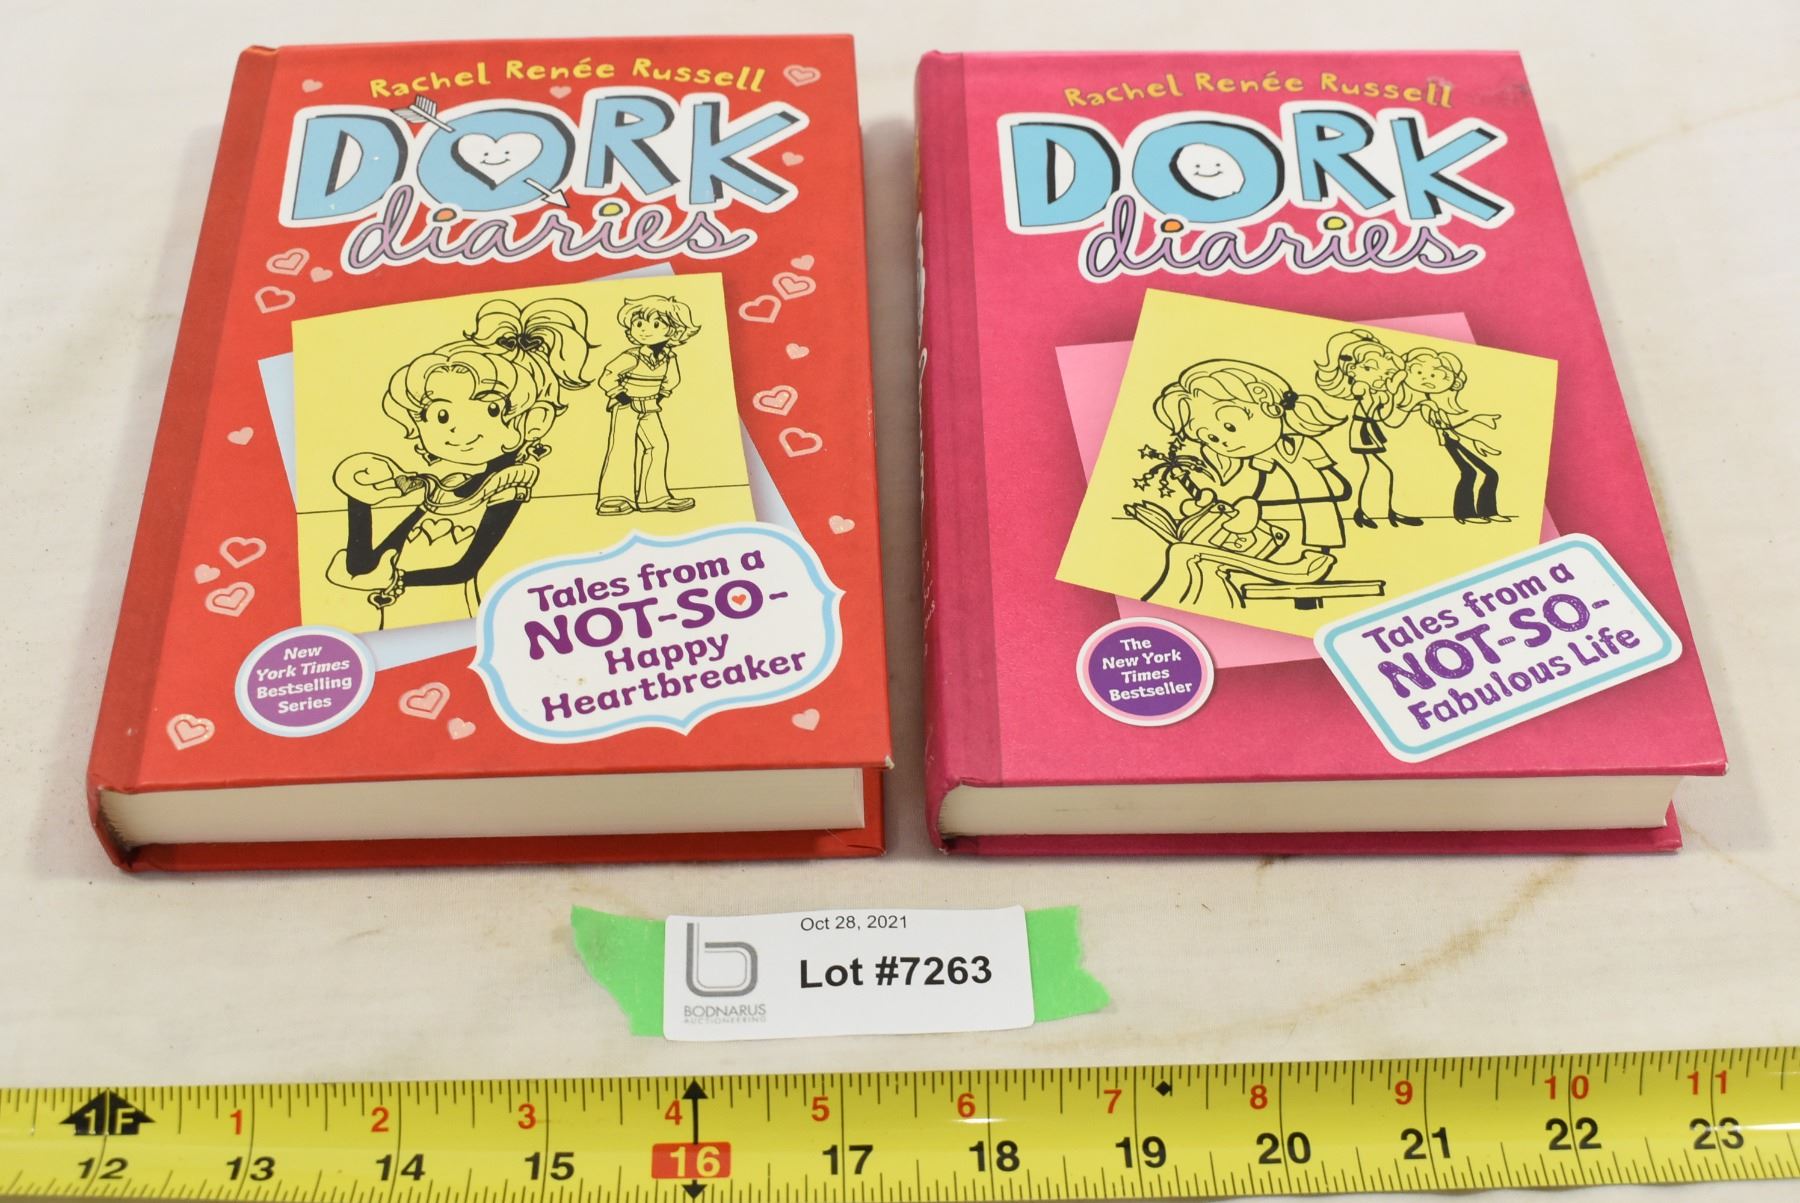 Rachel Renée Russell
DORK
diaries
Tales from a
NOT-SO-
Happy
Heartbreaker
New
York Times
Bestselling
Series
Rachel Renée Russell
DORK
diaries
Tales from a
NOT-SO-
Fabulous Life
The
New York
Times
Bestseller
Oct 28, 2021
Lot #7263
BODNARUS
AUCTIONEERING
1F 1 2 3 4 5 6 7 8 9 10 11
12 13 14 15 16 17 18 19 20 21 22 23